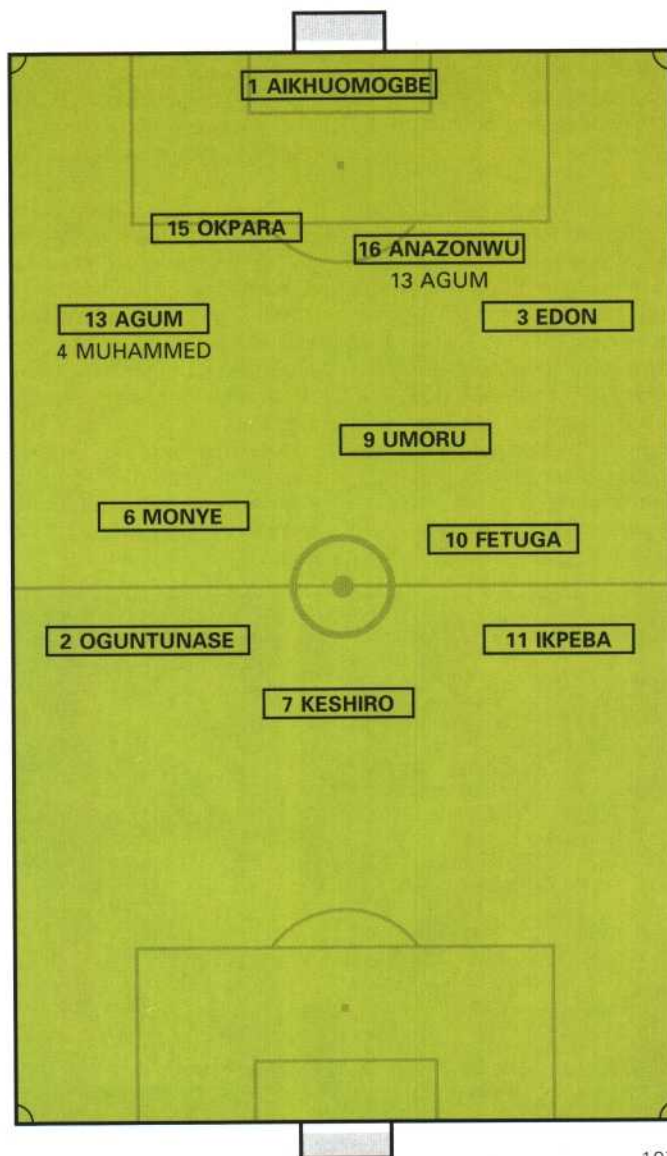 1 AIKHUOMOGBE
15 OKPARA
16 ANAZONWU
13 AGUM
13 AGUM
4 MUHAMMED
3 EDON
9 UMORU
6 MONYE
10 FETUGA
2 OGUNTUNASE
11 IKPEBA
7 KESHIRO